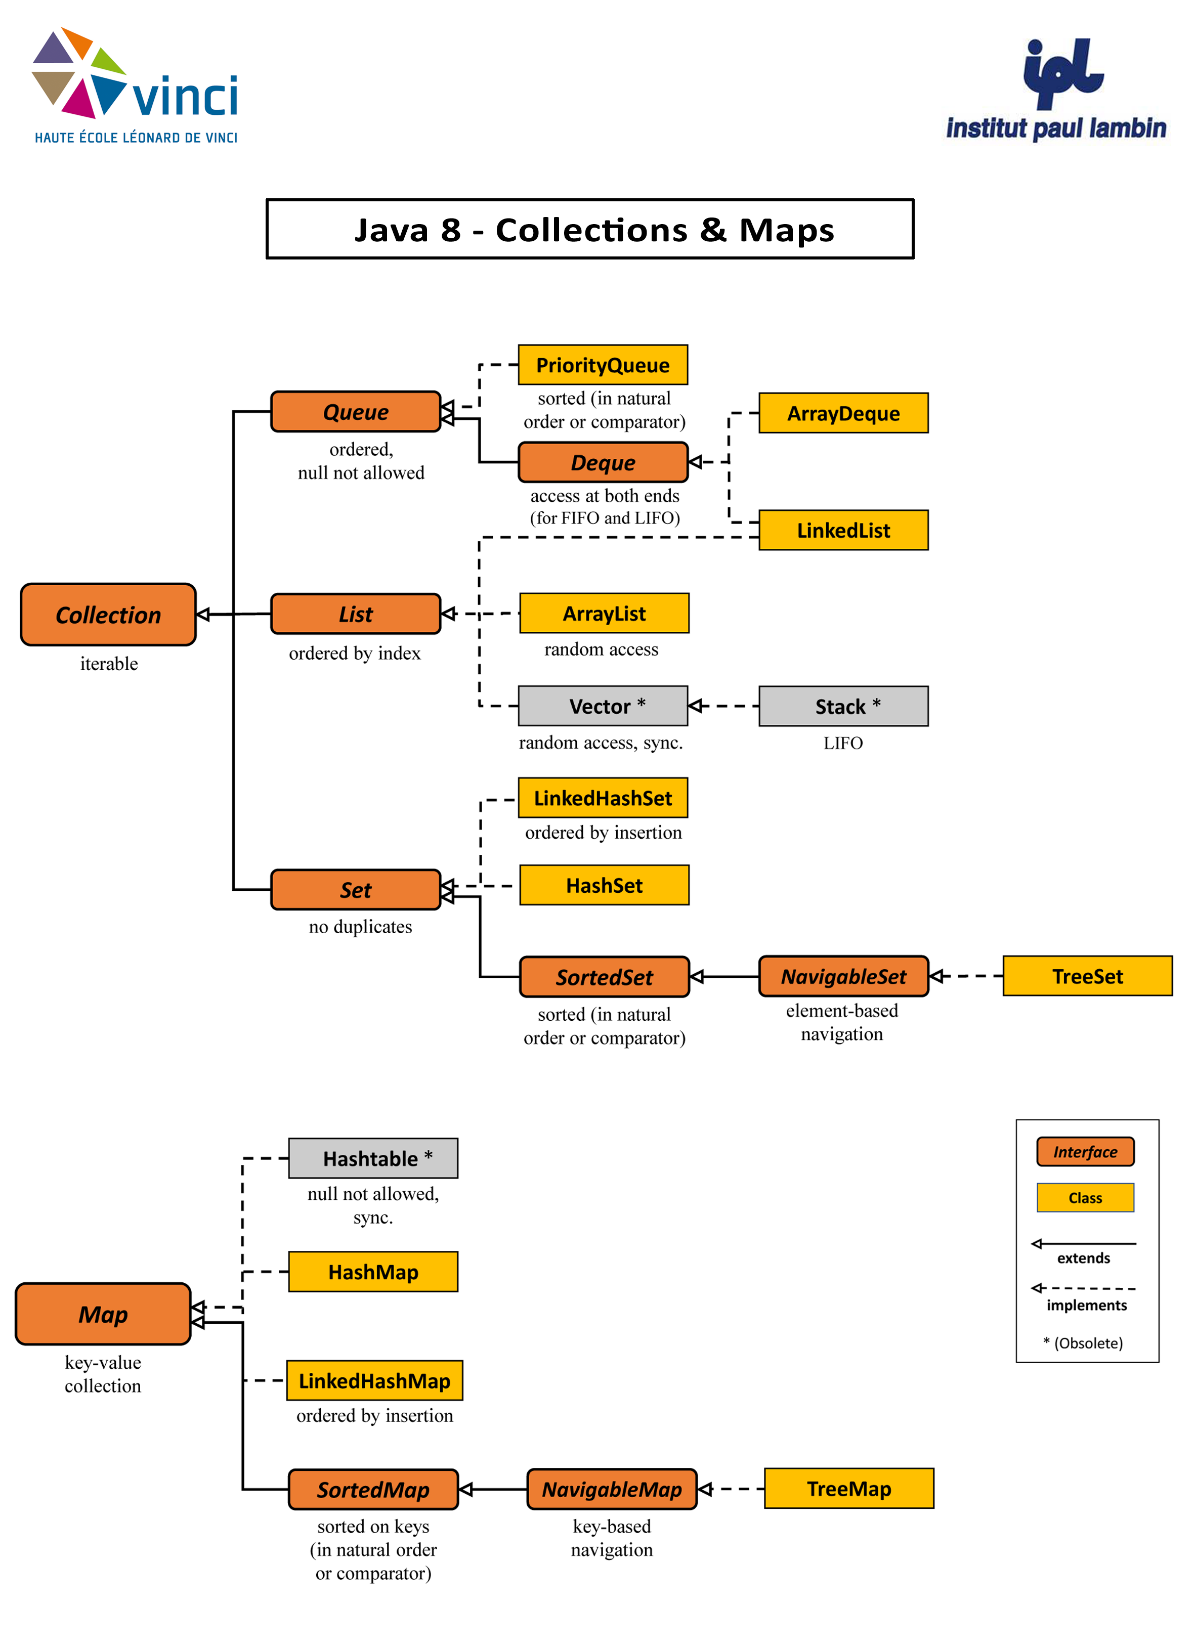 vinci
HAUTE ÉCOLE LÉONARD DE VINCI
ipl
institut paul lambin
Java 8 - Collections & Maps
PriorityQueue
sorted (in natural
order or comparator)
Queue
ordered,
null not allowed
ArrayDeque
Deque
access at both ends
(for FIFO and LIFO)
LinkedList
Collection
iterable
List
ordered by index
ArrayList
random access
Vector *
random access, sync.
Stack *
LIFO
LinkedHashSet
ordered by insertion
HashSet
Set
no duplicates
SortedSet
sorted (in natural
order or comparator)
NavigableSet
element-based
navigation
TreeSet
Hashtable *
null not allowed,
sync.
HashMap
Map
key-value
collection
LinkedHashMap
ordered by insertion
SortedMap
sorted on keys
(in natural order
or comparator)
NavigableMap
key-based
navigation
TreeMap
Interface
Class
extends
implements
* (Obsolete)